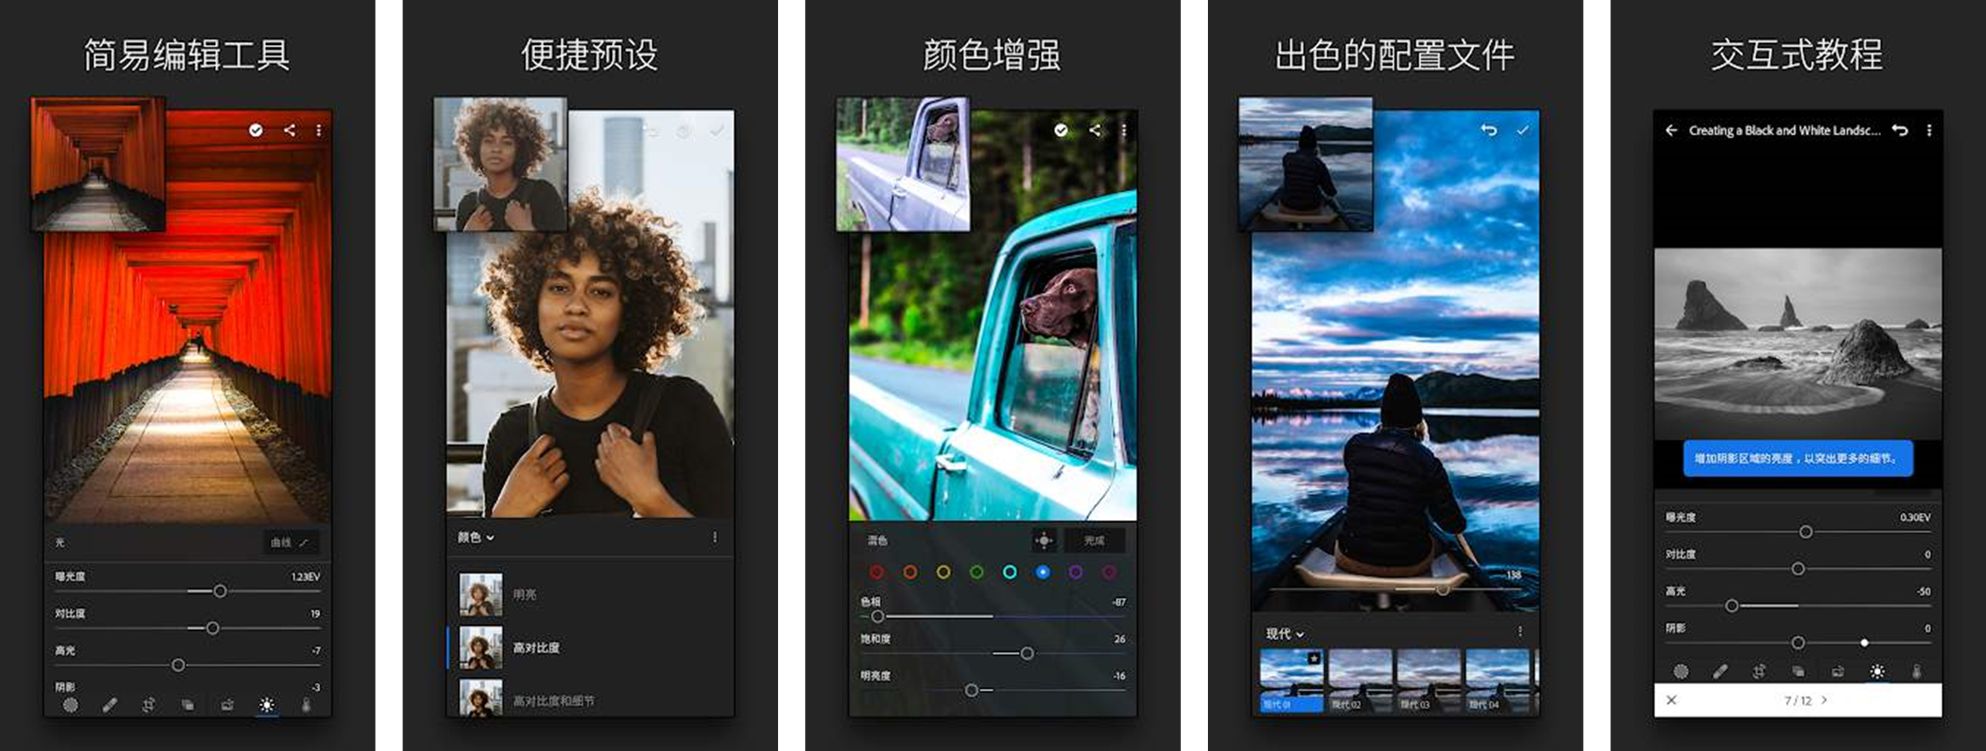 简易编辑工具
光
曲线
曝光度
1.23EV
对比度
19
高光
-7
阴影
-3
便捷预设
颜色
明亮
高对比度
高对比度和细节
颜色增强
混色
完成
色相
-87
饱和度
26
明亮度
-16
出色的配置文件
138
现代
现代 01
现代 02
现代 03
现代 04
交互式教程
Creating a Black and White Landsc...
增加阴影区域的亮度，以突出更多的细节。
曝光度
0.30EV
对比度
0
高光
-50
阴影
0
7 / 12